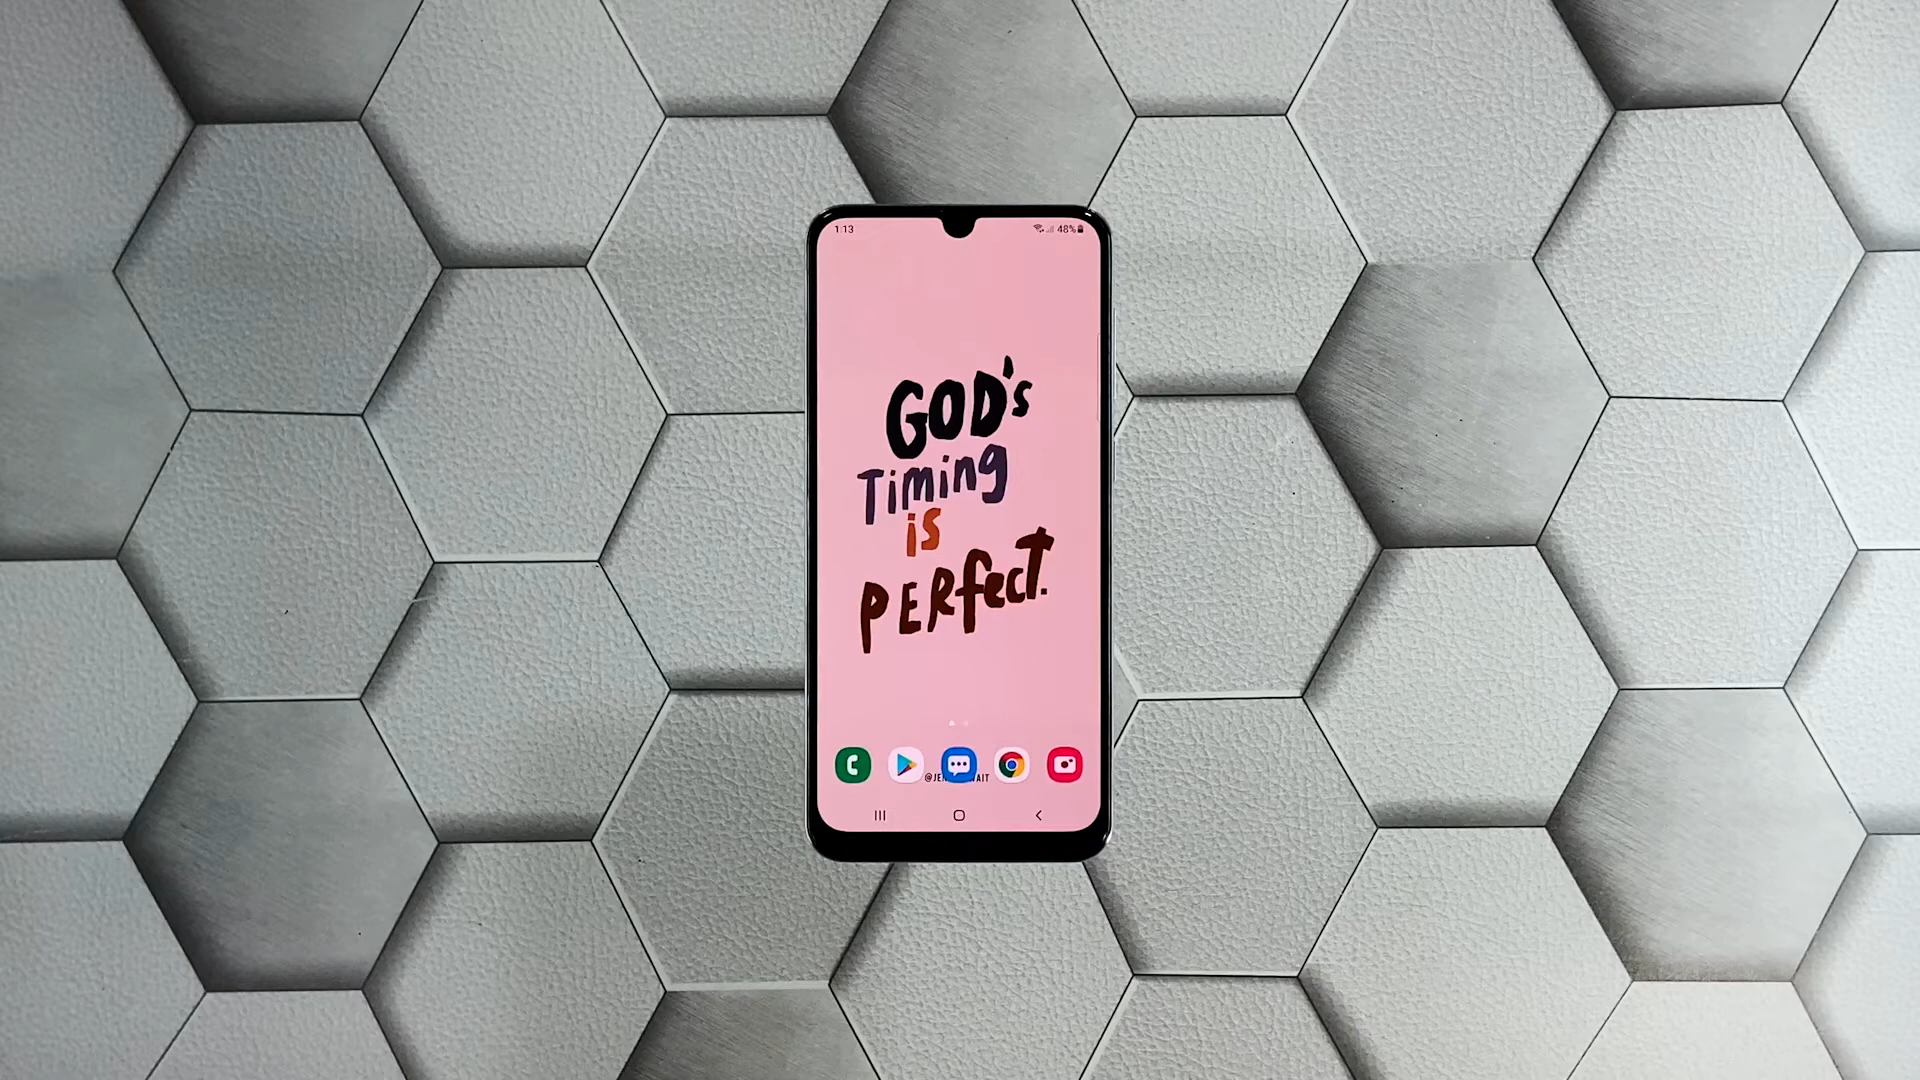 1:13
48%
GOD's
Timing
is
PERfecT.